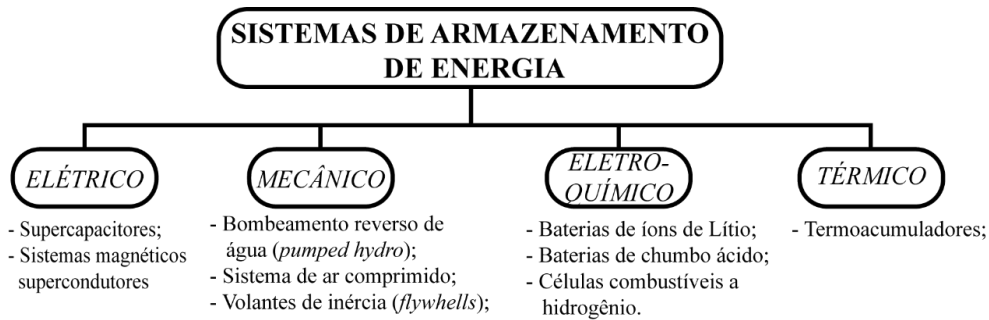 SISTEMAS DE ARMAZENAMENTO
DE ENERGIA
ELÉTRICO
- Supercapacitores;
- Sistemas magnéticos
supercondutores
MECÂNICO
- Bombeamento reverso de
água (pumped hydro);
- Sistema de ar comprimido;
- Volantes de inércia (flywhells);
ELETRO-
QUÍMICO
- Baterias de íons de Lítio;
- Baterias de chumbo ácido;
- Células combustíveis a
hidrogênio.
TÉRMICO
- Termoacumuladores;